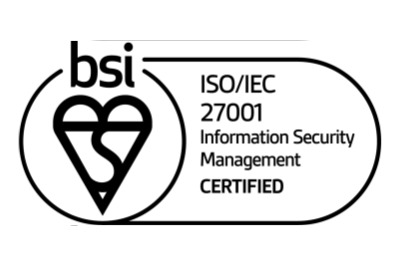 bsi
ISO/IEC
27001
Information Security
Management
CERTIFIED